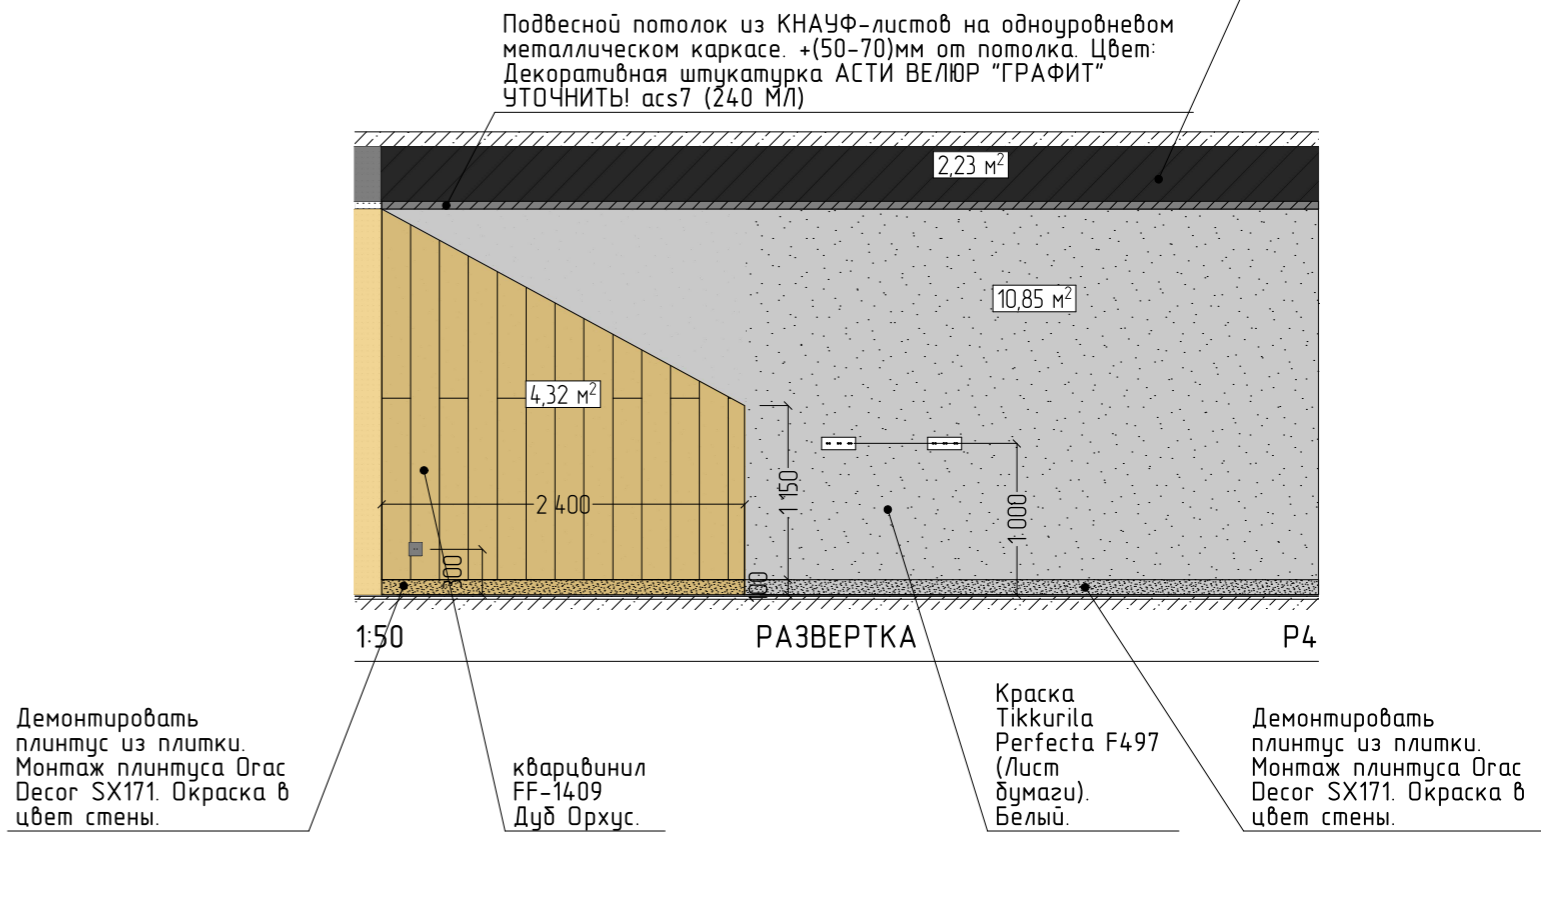 Подвесной потолок из КНАУФ-листов на одноуровневом
металлическом каркасе. +(50-70)мм от потолка. Цвет:
Декоративная штукатурка АСТИ ВЕЛЮР "ГРАФИТ"
УТОЧНИТЬ! acs7 (240 МЛ)
2,23 м²
10,85 м²
4,32 м²
2 400
1 150
1 000
300
100
1:50
РАЗВЕРТКА
Р4
Демонтировать
плинтус из плитки.
Монтаж плинтуса Orac
Decor SX171. Окраска в
цвет стены.
кварцвинил
FF-1409
Дуб Орхус.
Краска
Tikkurila
Perfecta F497
(Лист
бумаги).
Белый.
Демонтировать
плинтус из плитки.
Монтаж плинтуса Orac
Decor SX171. Окраска в
цвет стены.